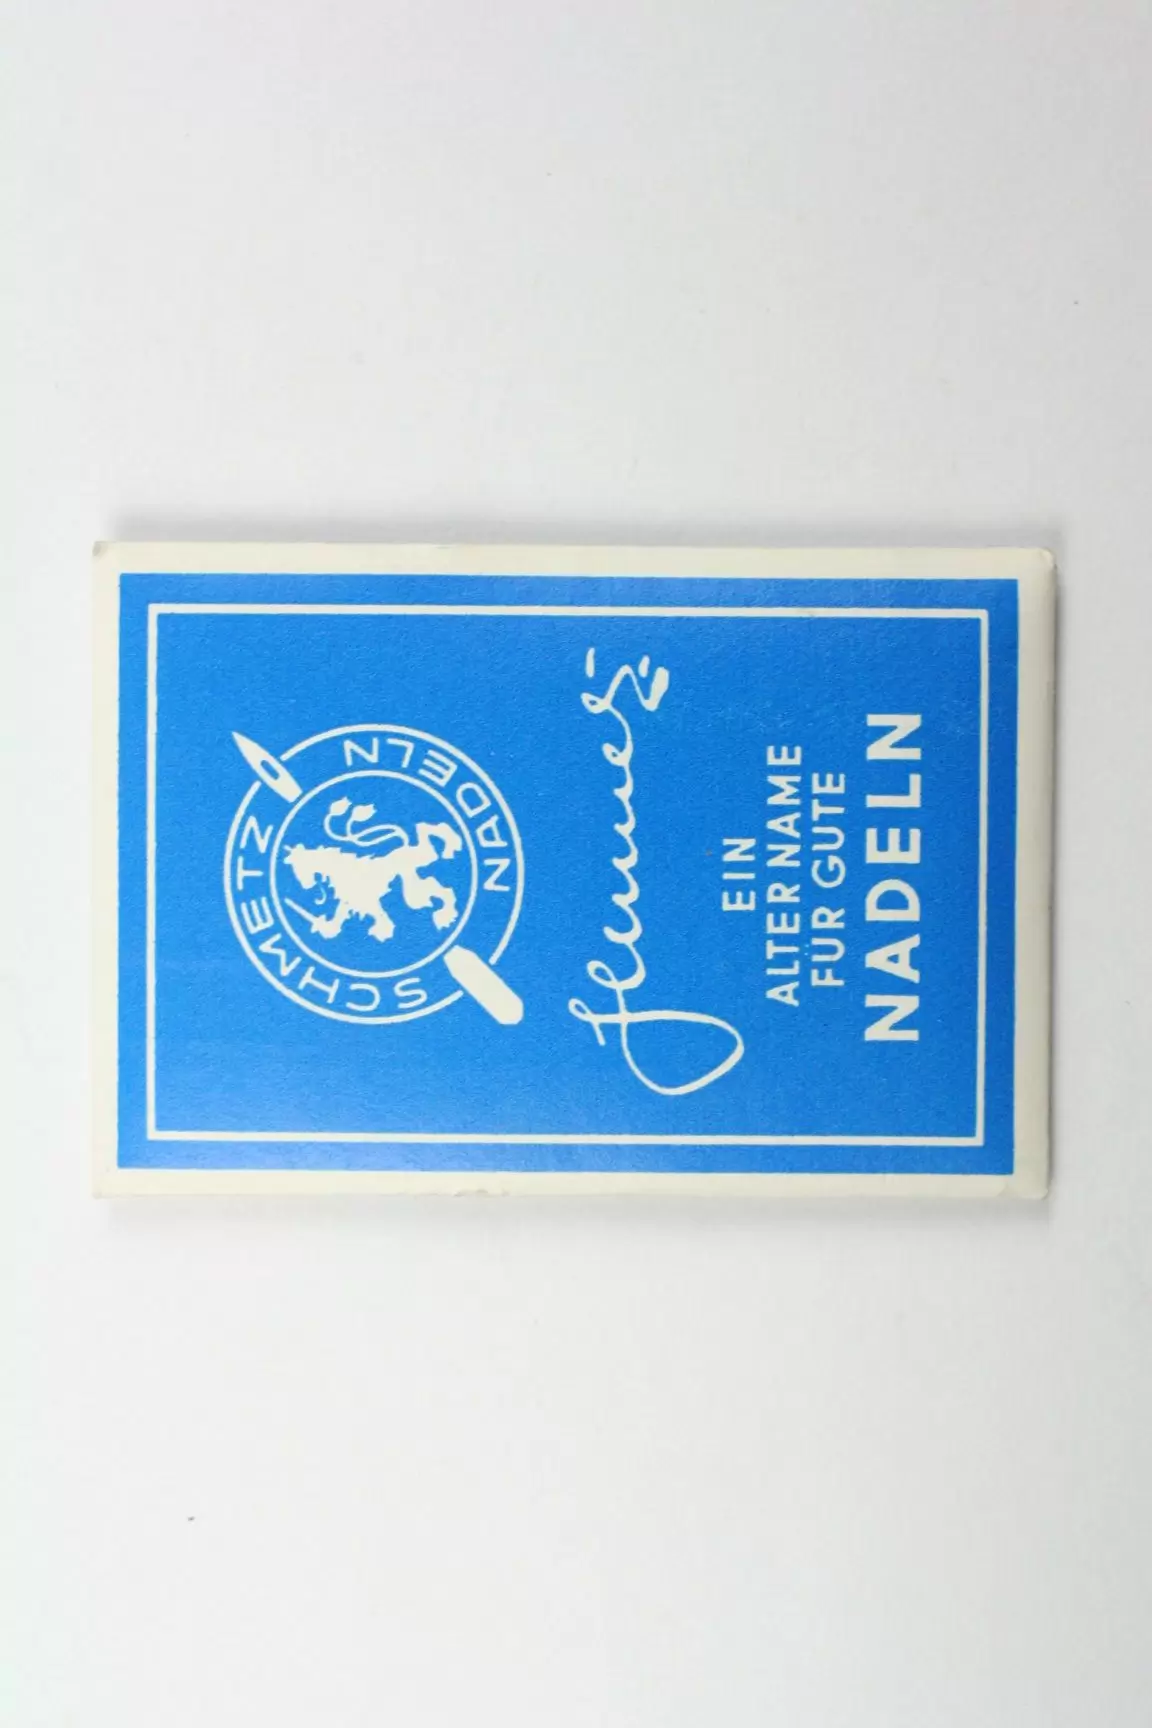 SCHMETZ NADELN
EIN
ALTER NAME
FÜR GUTE
NADELN